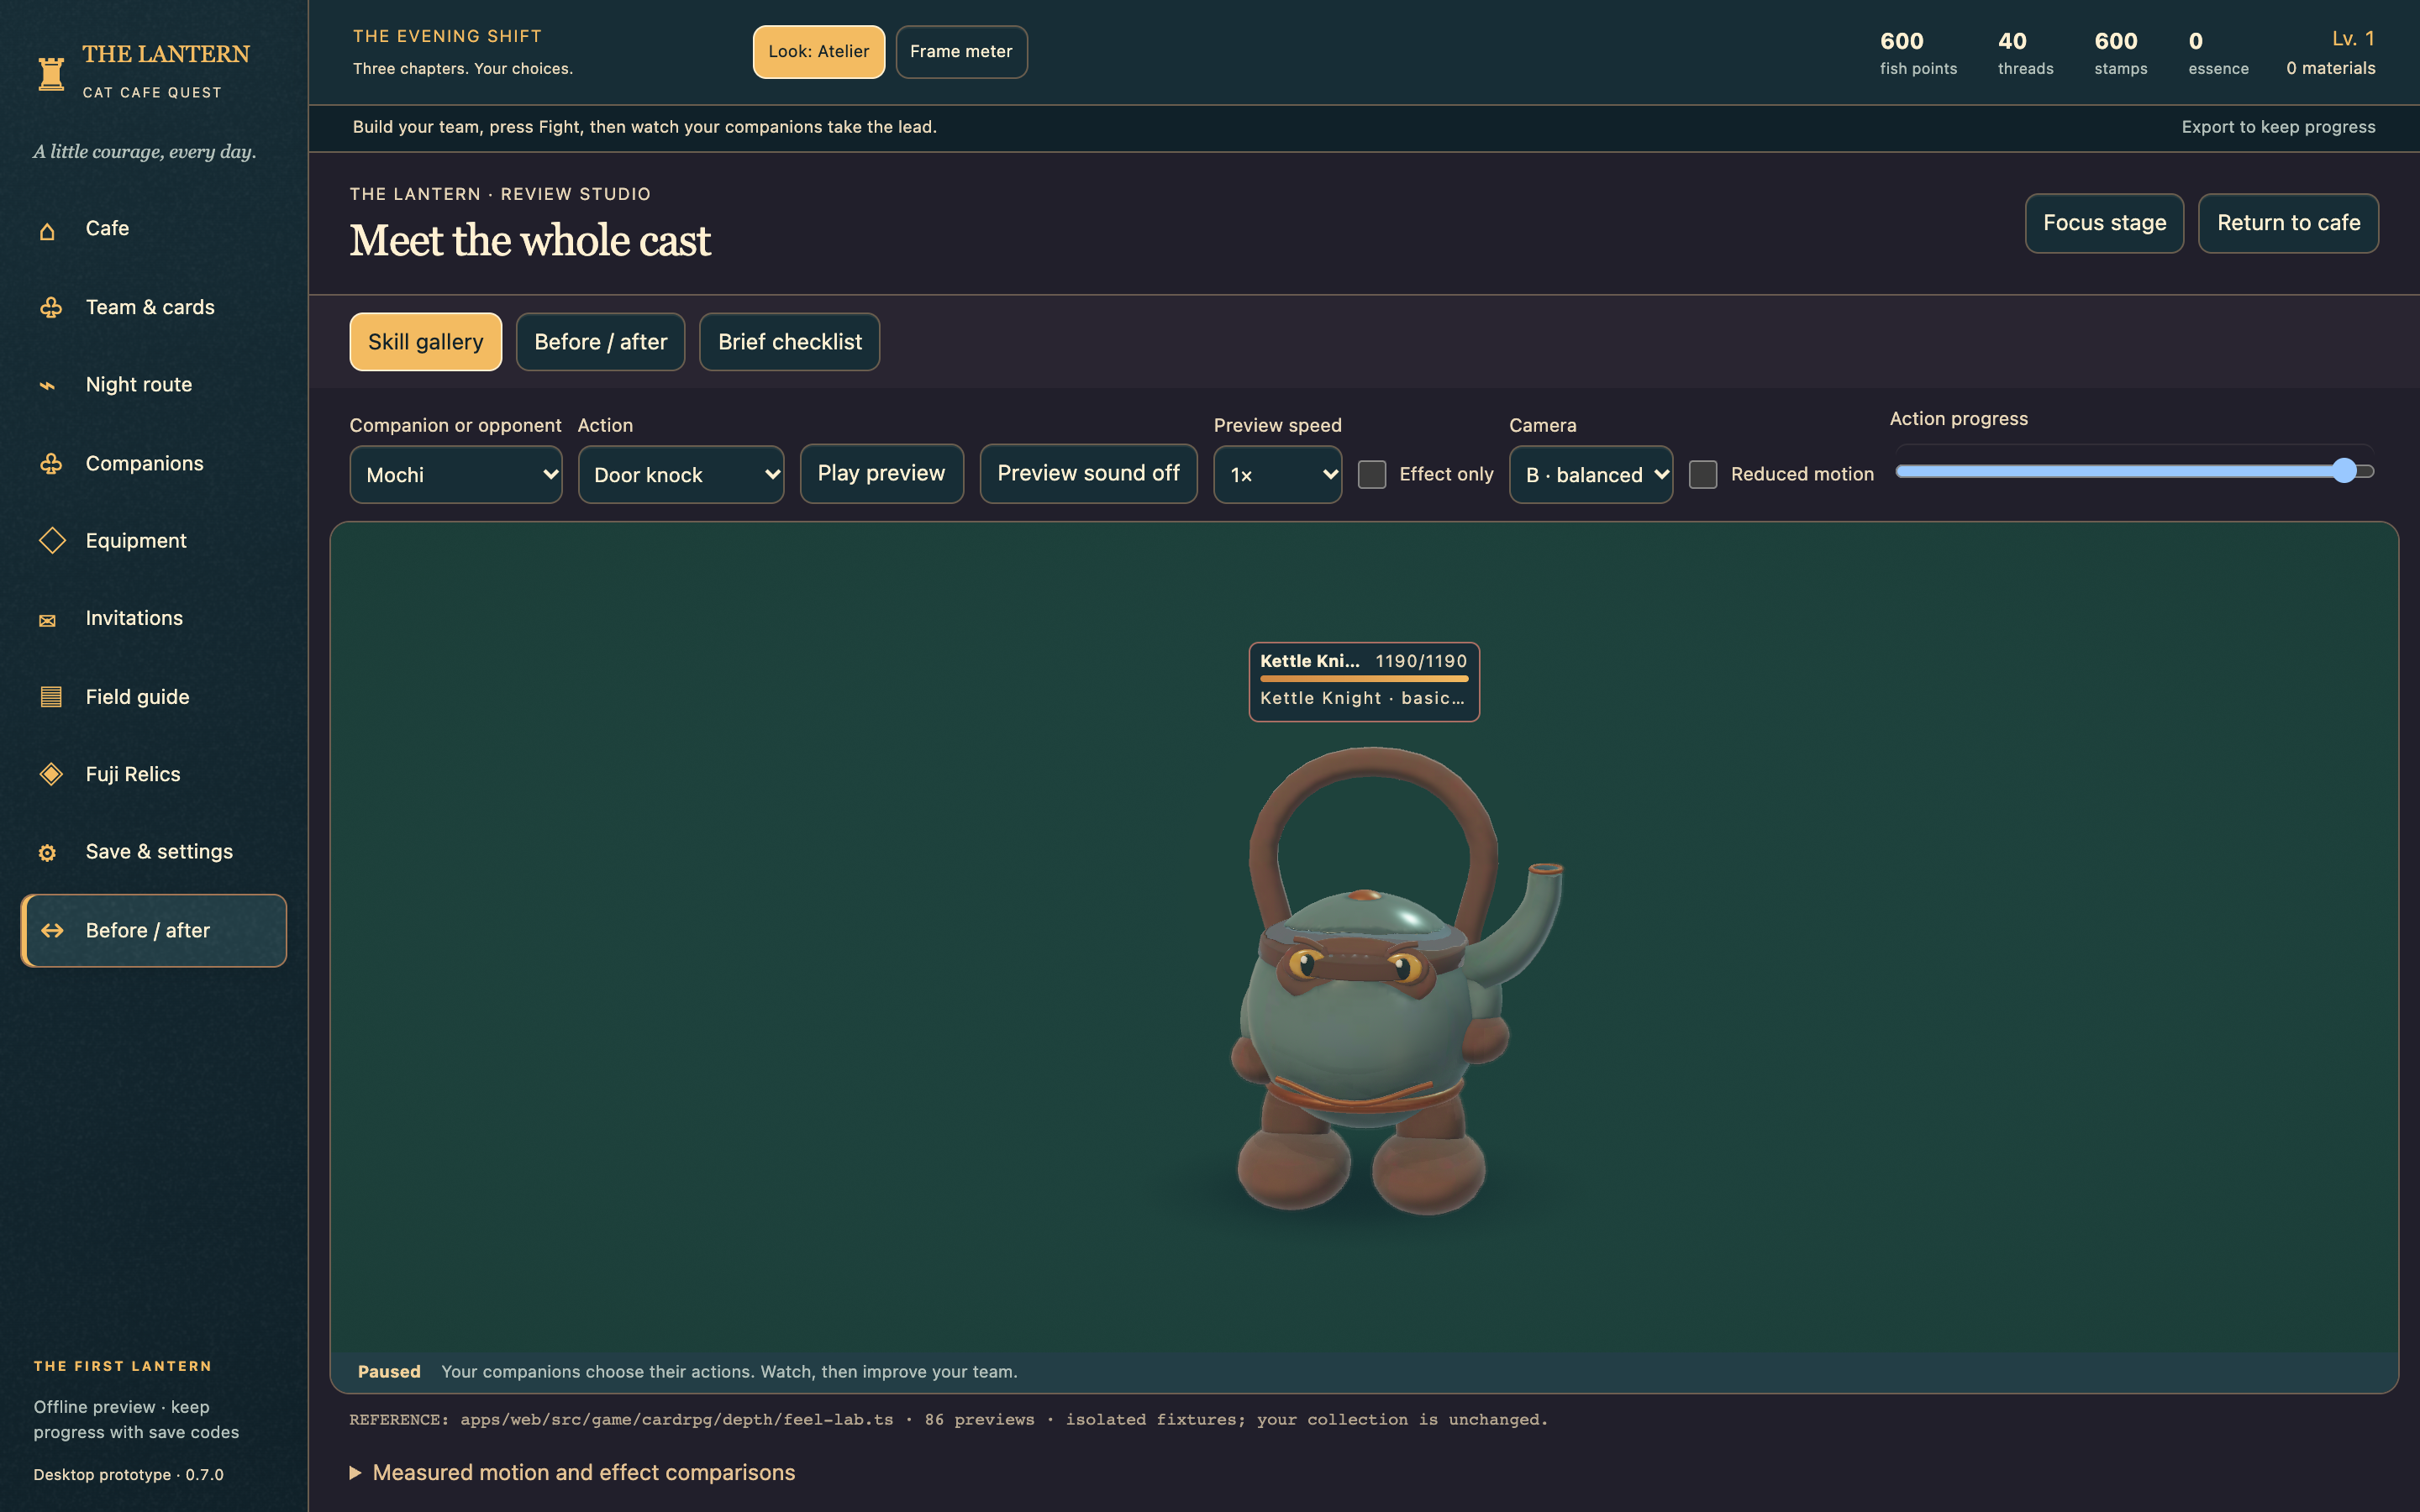 THE LANTERN
CAT CAFE QUEST
A little courage, every day.
Cafe
Team & cards
Night route
Companions
Equipment
Invitations
Field guide
Fuji Relics
Save & settings
Before / after
THE FIRST LANTERN
Offline preview · keep
progress with save codes
Desktop prototype · 0.7.0
THE EVENING SHIFT
Three chapters. Your choices.
Look: Atelier
Frame meter
600
fish points
40
threads
600
stamps
0
essence
Lv. 1
0 materials
Build your team, press Fight, then watch your companions take the lead.
Export to keep progress
THE LANTERN · REVIEW STUDIO
Meet the whole cast
Focus stage
Return to cafe
Skill gallery
Before / after
Brief checklist
Companion or opponent
Mochi
Action
Door knock
Play preview
Preview sound off
Preview speed
1×
Effect only
Camera
B · balanced
Reduced motion
Action progress
Kettle Kni... 1190/1190
Kettle Knight · basic...
Paused Your companions choose their actions. Watch, then improve your team.
REFERENCE: apps/web/src/game/cardrpg/depth/feel-lab.ts · 86 previews · isolated fixtures; your collection is unchanged.
Measured motion and effect comparisons